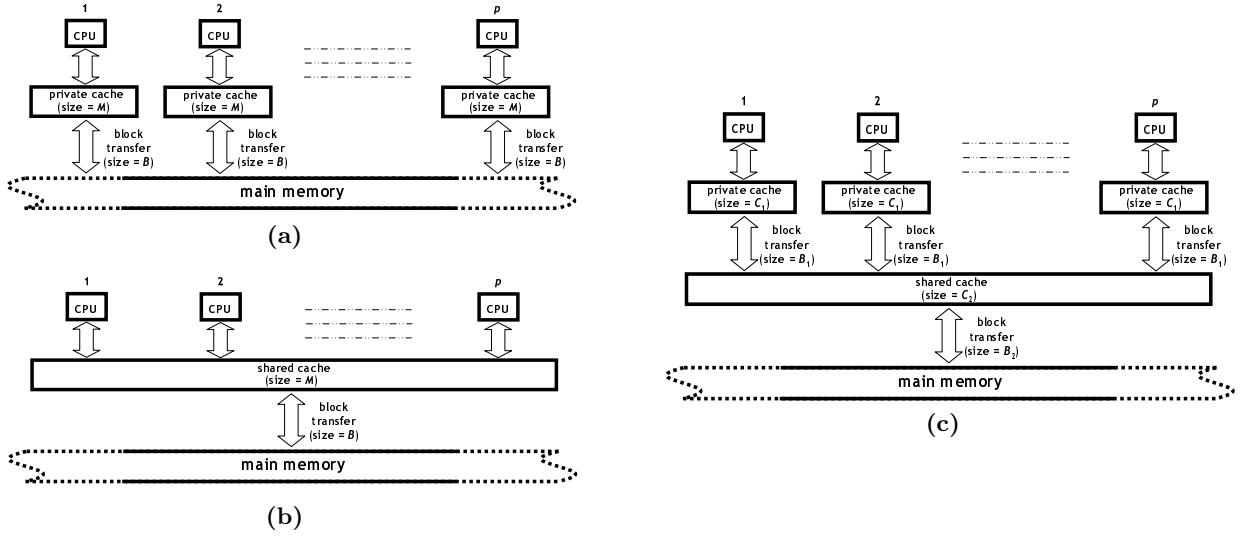 1 2 p
CPU CPU CPU
private cache private cache private cache
(size = M) (size = M) (size = M)
block block block
transfer transfer transfer
(size = B) (size = B) (size = B)
main memory
(a)
1 2 p
CPU CPU CPU
shared cache
(size = M)
block
transfer
(size = B)
main memory
(b)
1 2 p
CPU CPU CPU
private cache private cache private cache
(size = C₁) (size = C₁) (size = C₁)
block block block
transfer transfer transfer
(size = B₁) (size = B₁) (size = B₁)
shared cache
(size = C₂)
block
transfer
(size = B₂)
main memory
(c)